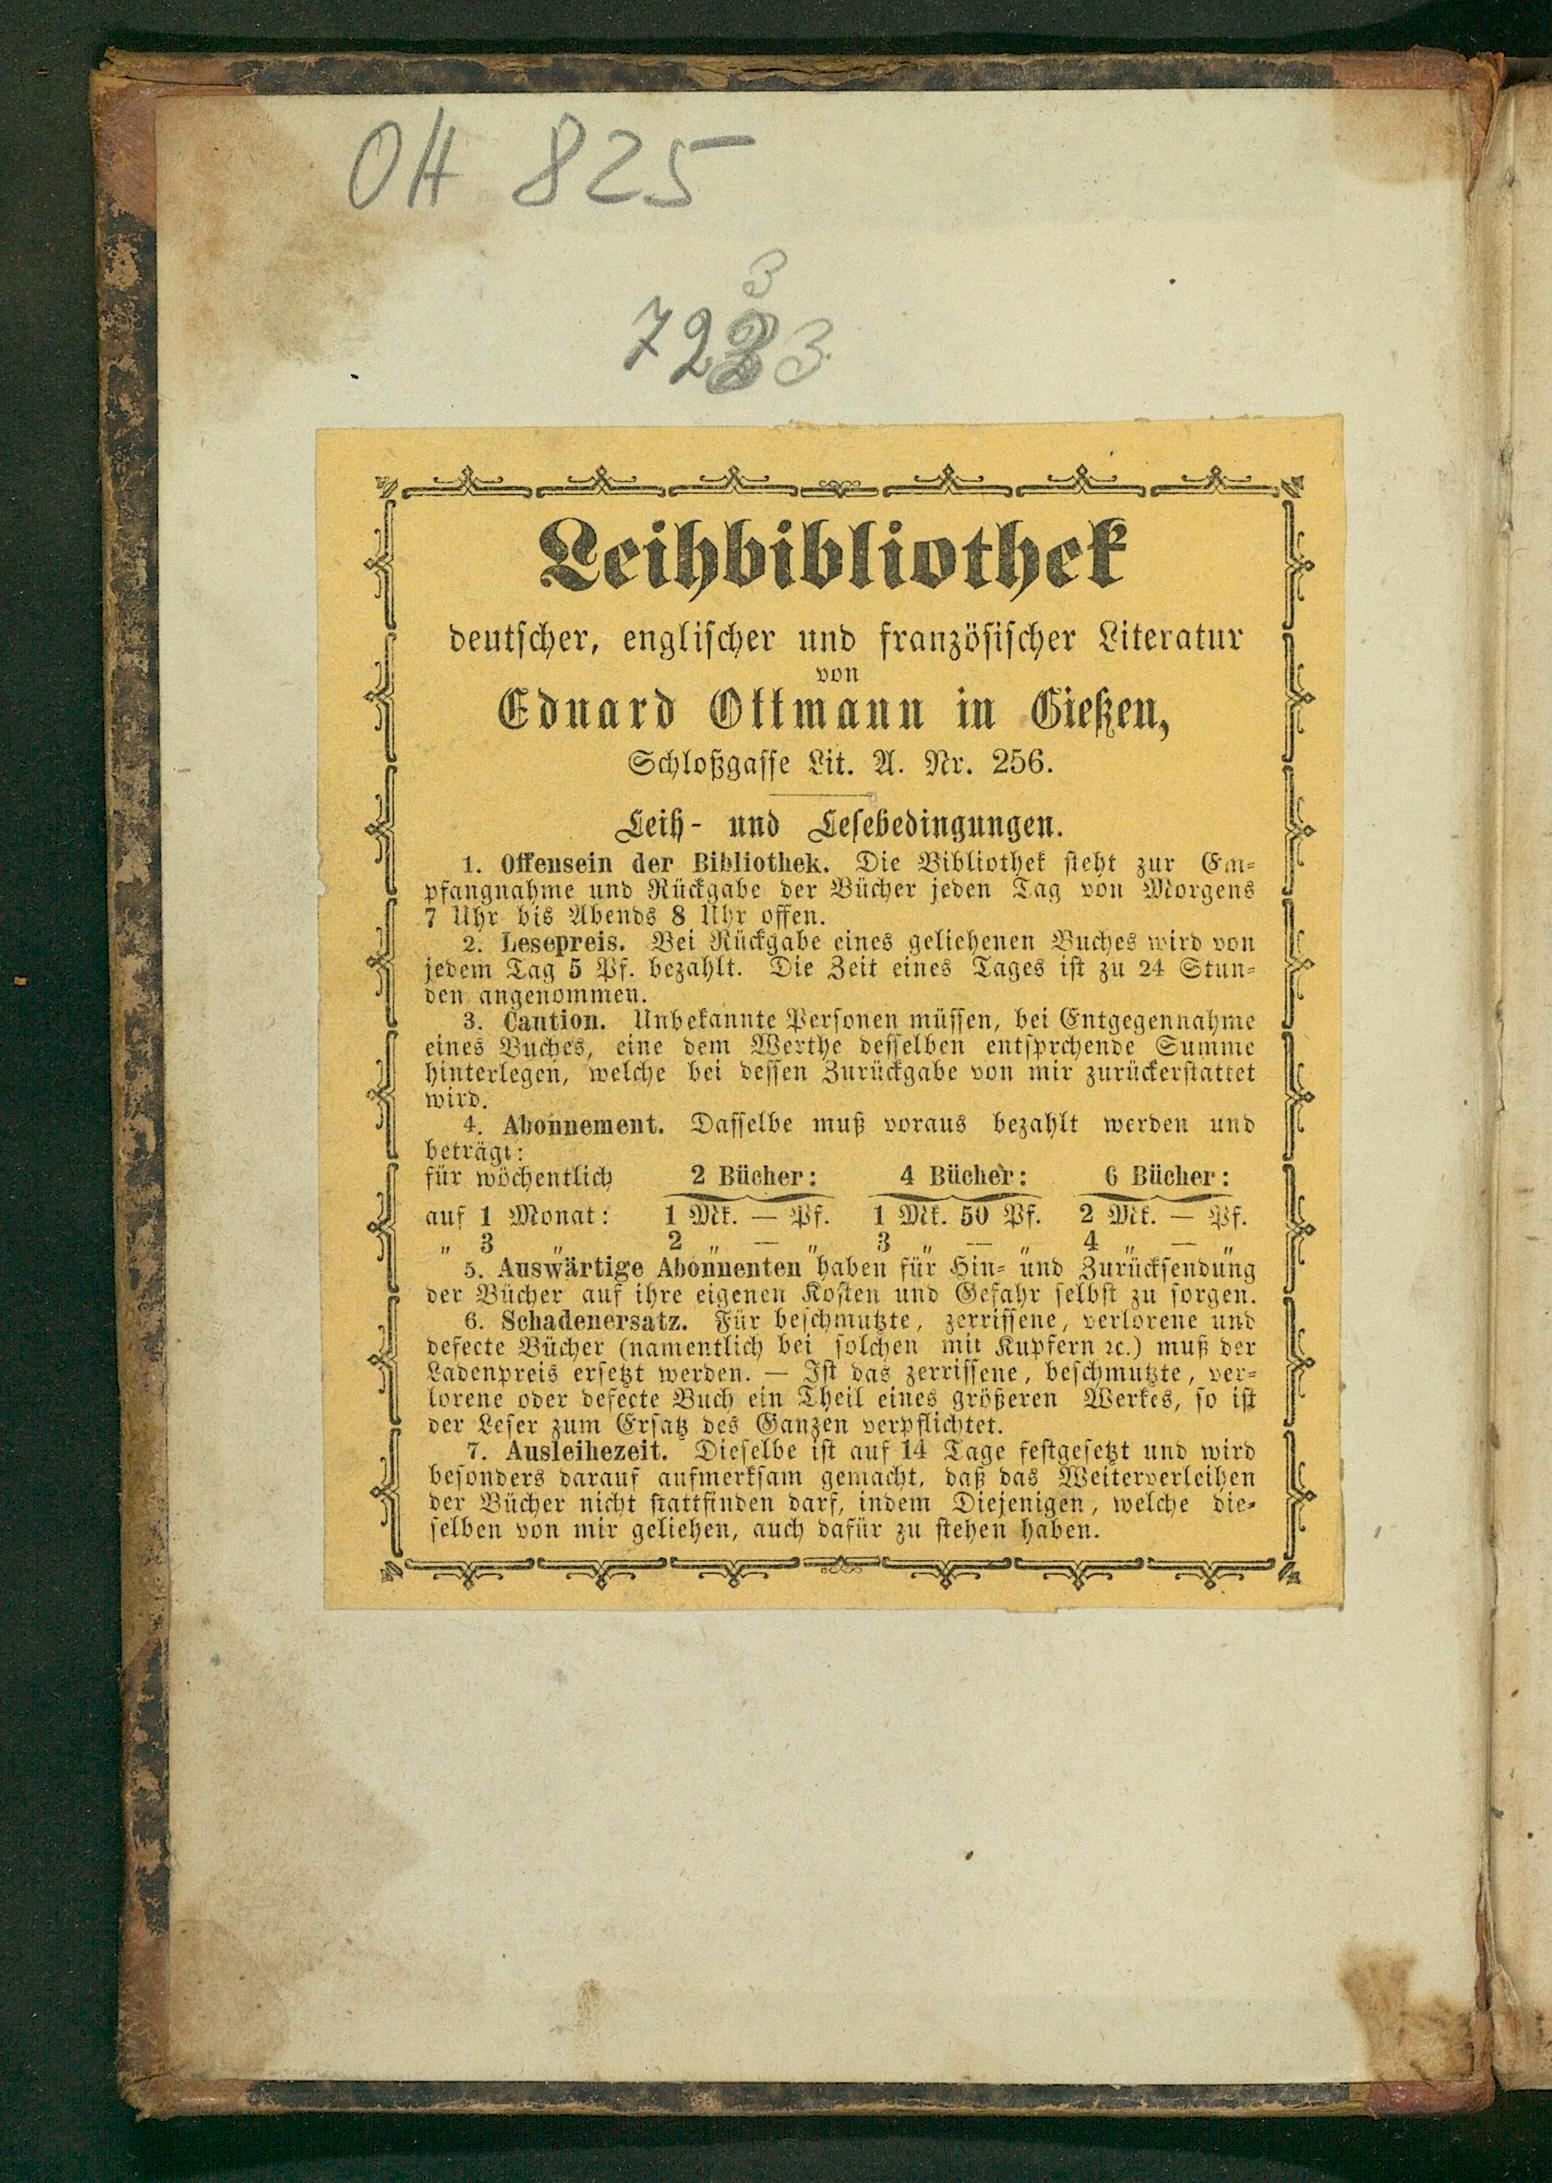 OH 825
3
7233
Leihbibliothek
deutscher, englischer und französischer Literatur
von
Eduard Ottmann in Gießen,
Schloßgasse Lit. A. Nr. 256.
Leih- und Lesebedingungen.
1. Offensein der Bibliothek. Die Bibliothek steht zur Em-
pfangnahme und Rückgabe der Bücher jeden Tag von Morgens
7 Uhr bis Abends 8 Uhr offen.
2. Lesepreis. Bei Rückgabe eines geliehenen Buches wird von
jedem Tag 5 Pf. bezahlt. Die Zeit eines Tages ist zu 24 Stun-
den angenommen.
3. Caution. Unbekannte Personen müssen, bei Entgegennahme
eines Buches, eine dem Werthe desselben entsprchende Summe
hinterlegen, welche bei dessen Zurückgabe von mir zurückerstattet
wird.
4. Abonnement. Dasselbe muß voraus bezahlt werden und
beträgt:
für wöchentlich 2 Bücher: 4 Bücher: 6 Bücher:
auf 1 Monat: 1 Mk. — Pf. 1 Mk. 50 Pf. 2 Mk. — Pf.
„ 3 „ 2 „ — „ 3 „ — „ 4 „ — „
5. Auswärtige Abonnenten haben für Hin- und Zurücksendung
der Bücher auf ihre eigenen Kosten und Gefahr selbst zu sorgen.
6. Schadenersatz. Für beschmutzte, zerrissene, verlorene und
defecte Bücher (namentlich bei solchen mit Kupfern ꝛc.) muß der
Ladenpreis ersetzt werden. — Ist das zerrissene, beschmutzte, ver-
lorene oder defecte Buch ein Theil eines größeren Werkes, so ist
der Leser zum Ersatz des Ganzen verpflichtet.
7. Ausleihezeit. Dieselbe ist auf 14 Tage festgesetzt und wird
besonders darauf aufmerksam gemacht, daß das Weiterverleihen
der Bücher nicht stattfinden darf, indem Diejenigen, welche die-
selben von mir geliehen, auch dafür zu stehen haben.